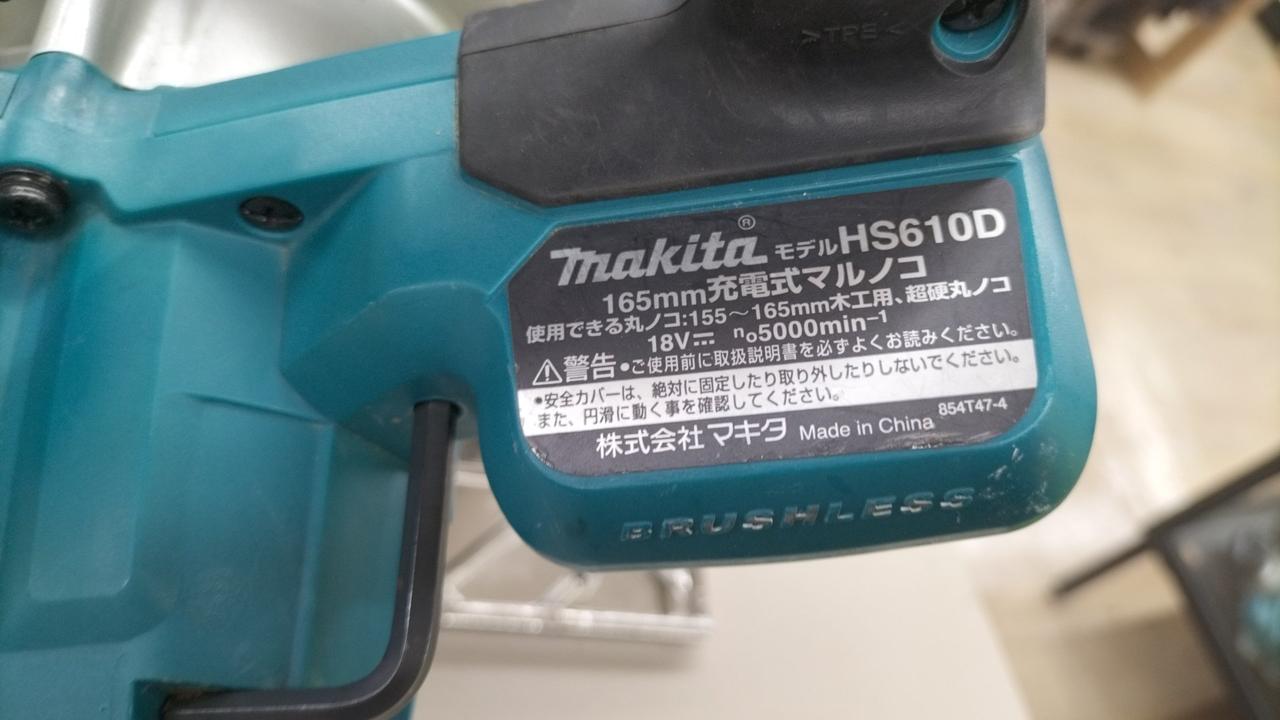 >TPE<
makita® モデルHS610D
165mm充電式マルノコ
使用できる丸ノコ:155～165mm木工用、超硬丸ノコ
18V⎓ n₀5000min⁻¹
⚠警告•ご使用前に取扱説明書を必ずよくお読みください。
•安全カバーは、絶対に固定したり取り外したりしないでください。
また、円滑に動く事を確認してください。
株式会社マキタ Made in China 854T47-4
BRUSHLESS